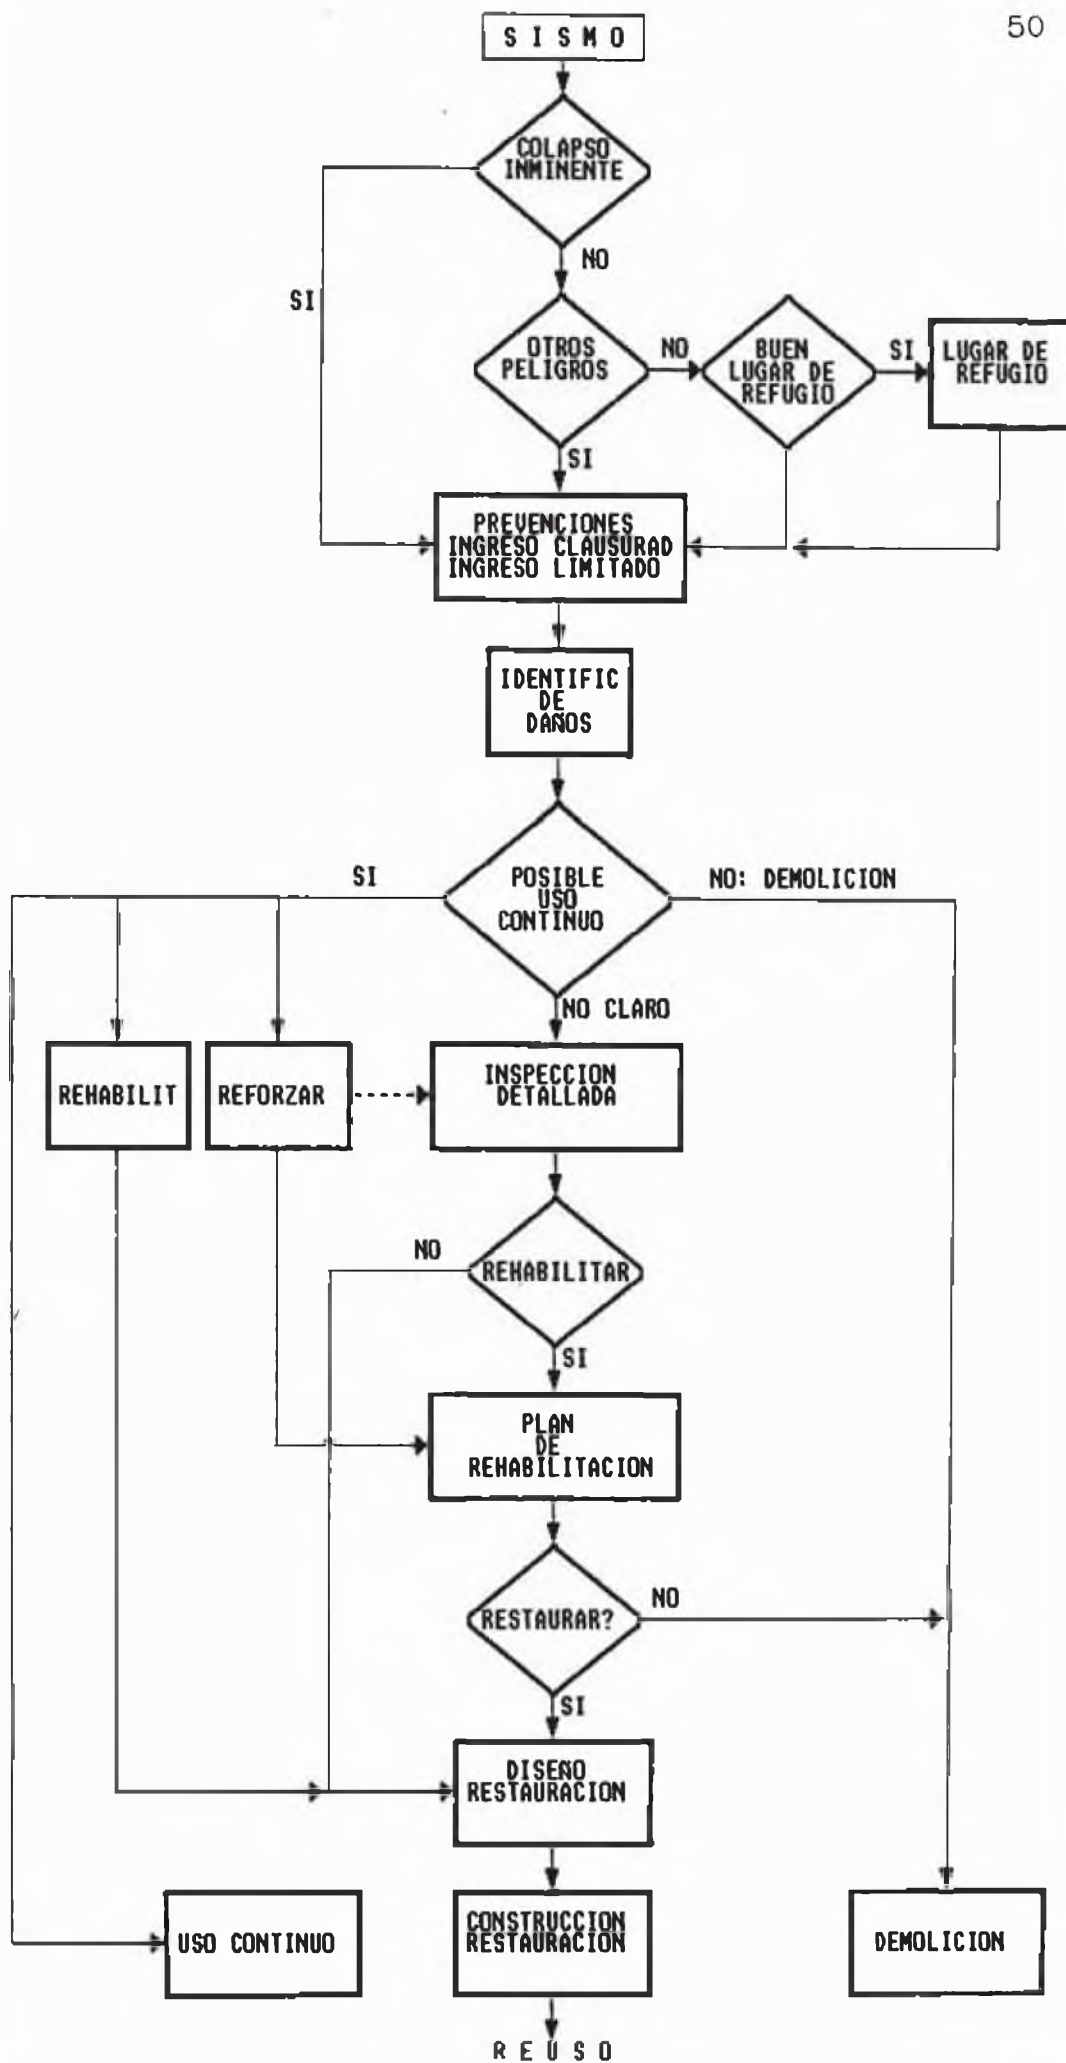 50
S I S M O
COLAPSO
INMINENTE
NO
SI
OTROS
PELIGROS
NO
BUEN
LUGAR DE
REFUGIO
SI
LUGAR DE
REFUGIO
SI
PREVENCIONES
INGRESO CLAUSURAD
INGRESO LIMITADO
IDENTIFIC
DE
DAÑOS
SI
POSIBLE
USO
CONTINUO
NO: DEMOLICION
NO CLARO
REHABILIT
REFORZAR
INSPECCION
DETALLADA
NO
REHABILITAR
SI
PLAN
DE
REHABILITACION
RESTAURAR?
NO
SI
DISEÑO
RESTAURACION
USO CONTINUO
CONSTRUCCION
RESTAURACION
DEMOLICION
R E U S O